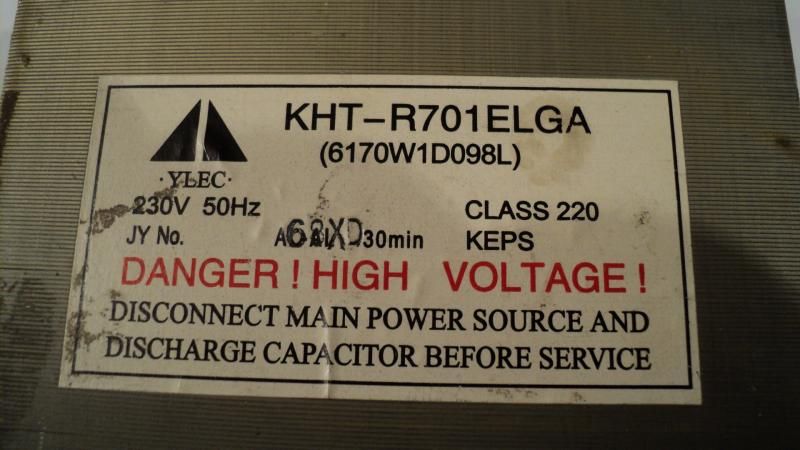 KHT-R701ELGA
(6170W1D098L)
·YLEC·
230V 50Hz CLASS 220
JY No. 30min KEPS
DANGER ! HIGH VOLTAGE !
DISCONNECT MAIN POWER SOURCE AND
DISCHARGE CAPACITOR BEFORE SERVICE